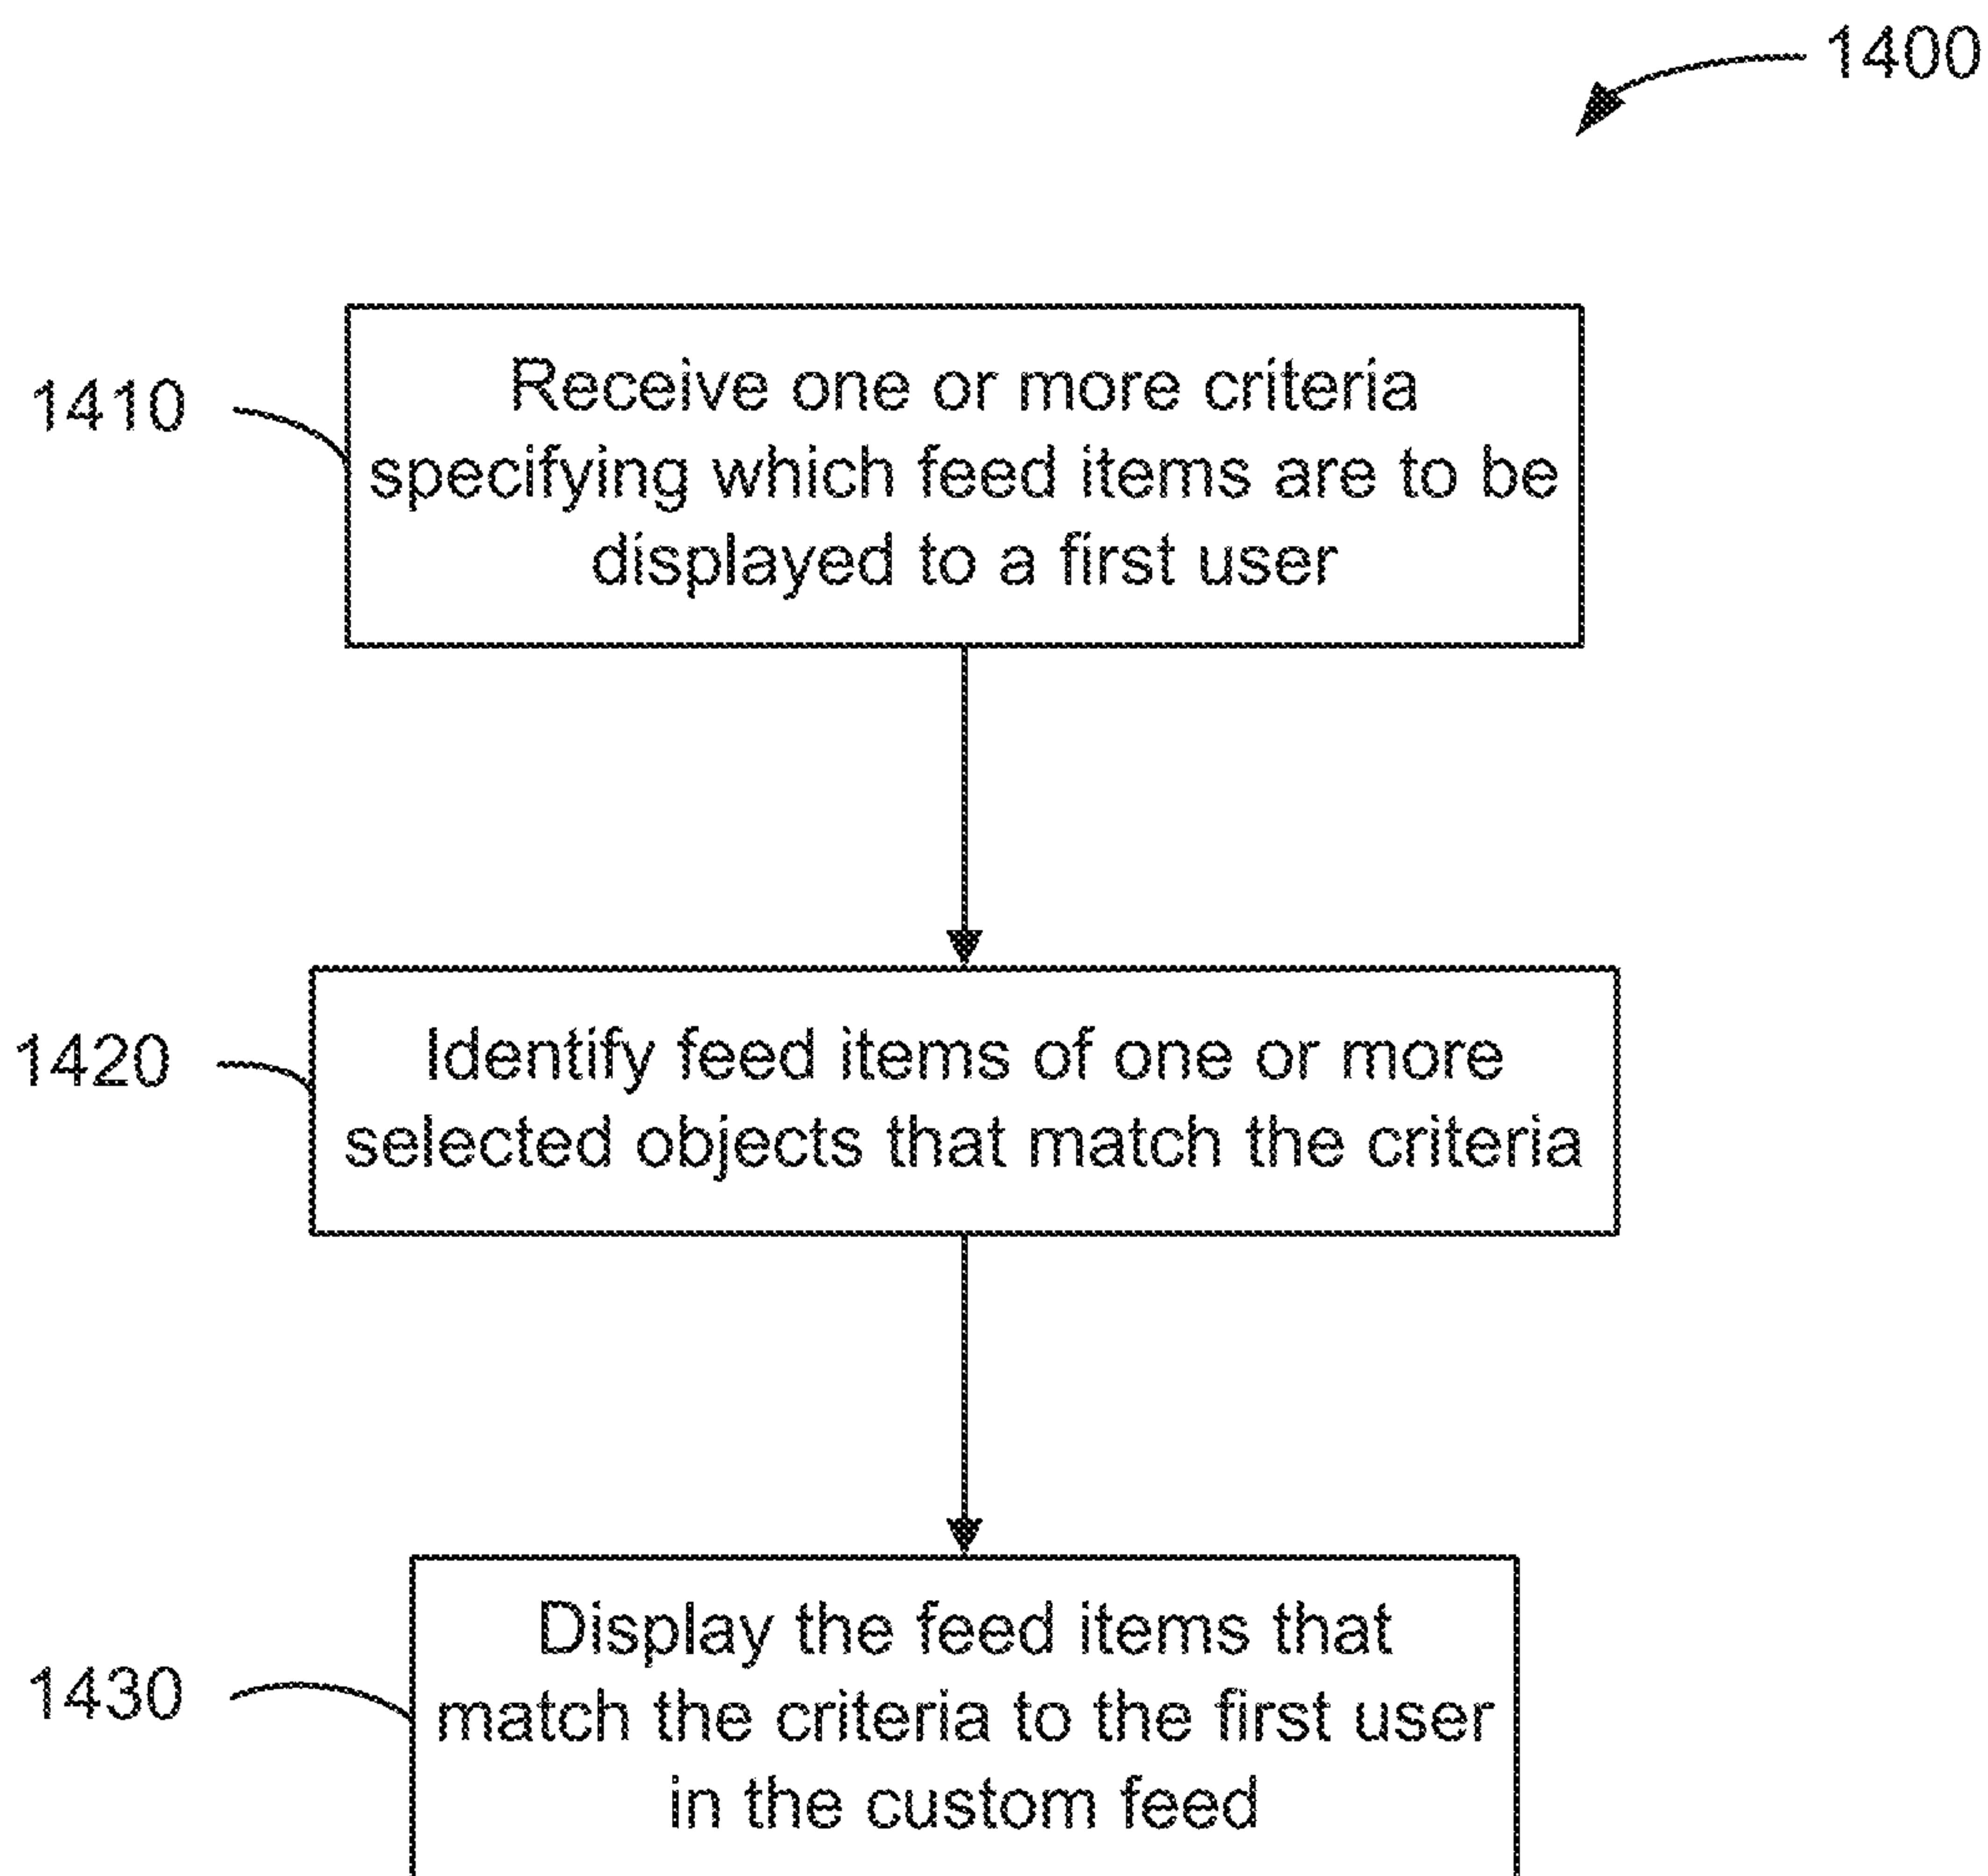 1400
1410
Receive one or more criteria
specifying which feed items are to be
displayed to a first user
1420
Identify feed items of one or more
selected objects that match the criteria
1430
Display the feed items that
match the criteria to the first user
in the custom feed